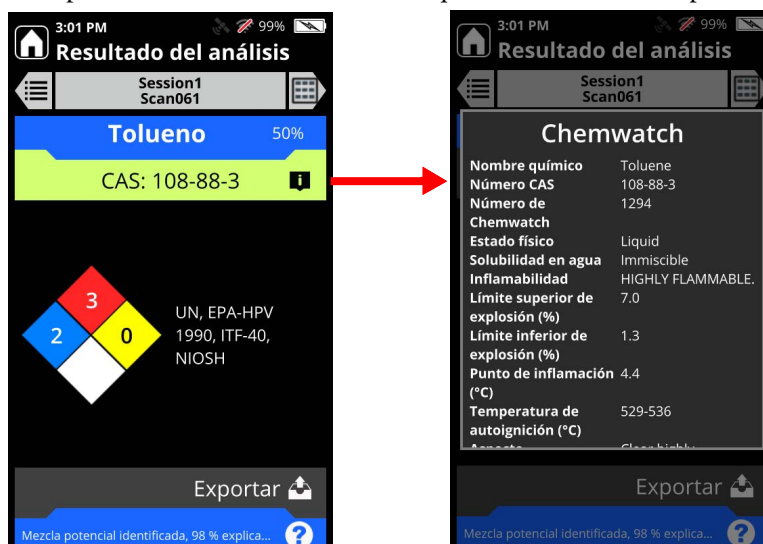 3:01 PM
99%
Resultado del análisis
Session1
Scan061
Tolueno
50%
CAS: 108-88-3
3
2
0
UN, EPA-HPV
1990, ITF-40,
NIOSH
Exportar
Mezcla potencial identificada, 98 % explica...
?
3:01 PM
99%
Resultado del análisis
Session1
Scan061
Chemwatch
Nombre químico Toluene
Número CAS 108-88-3
Número de 1294
Chemwatch
Estado físico Liquid
Solubilidad en agua Immiscible
Inflamabilidad HIGHLY FLAMMABLE.
Límite superior de 7.0
explosión (%)
Límite inferior de 1.3
explosión (%)
Punto de inflamación 4.4
(°C)
Temperatura de 529-536
autoignición (°C)
Exportar
Mezcla potencial identificada, 98 % explica...
?